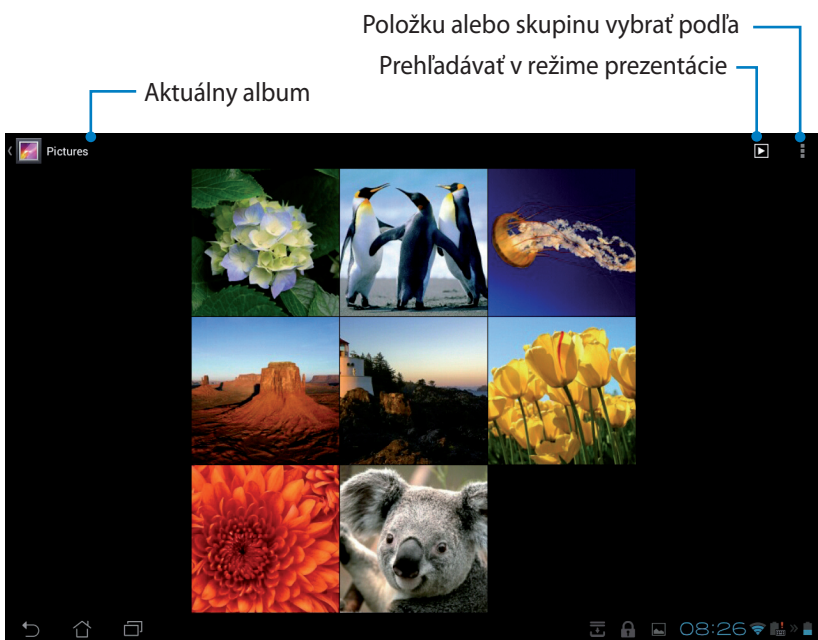 Položku alebo skupinu vybrať podľa
Prehľadávať v režime prezentácie
Aktuálny album
Pictures
08:26